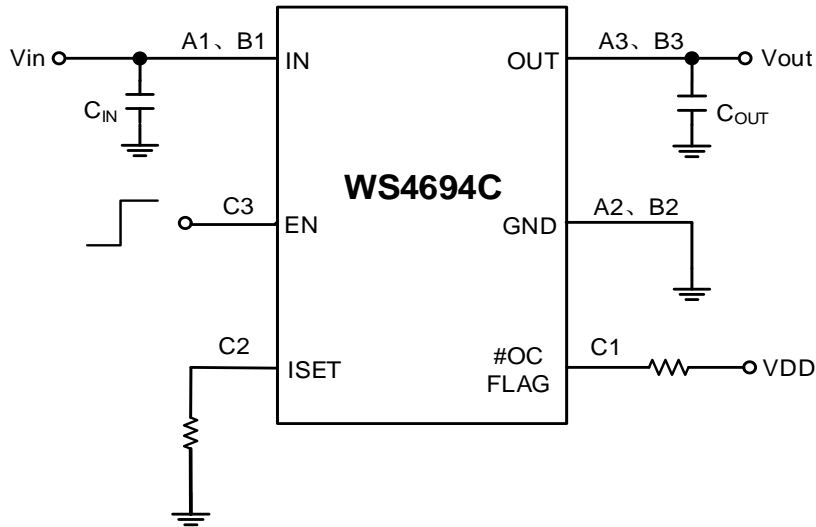 Vin
A1、B1
IN
OUT
A3、B3
Vout
CIN
COUT
WS4694C
C3
EN
GND
A2、B2
C2
ISET
#OC
FLAG
C1
VDD